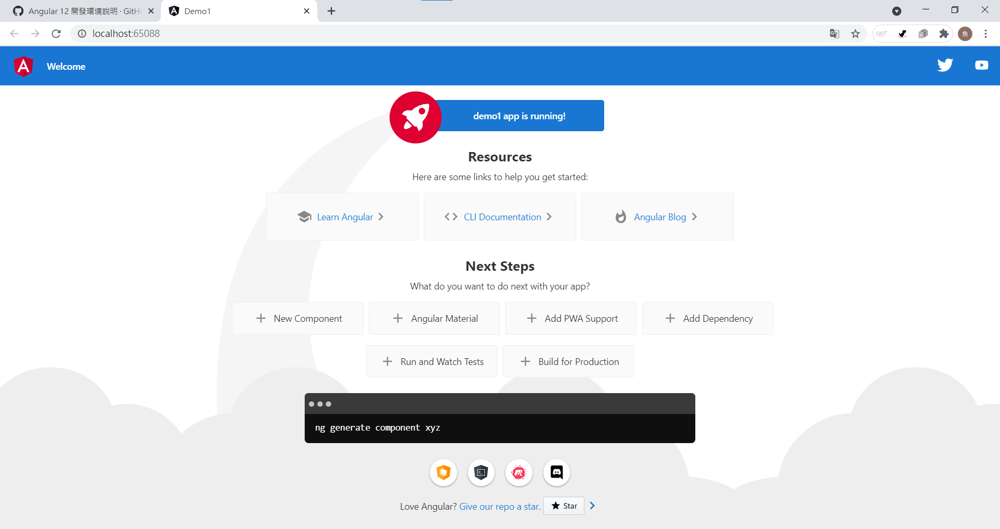 Angular 12 開發環境說明 · GitHu
Demo1
localhost:65088
魚
Welcome
demo1 app is running!
Resources
Here are some links to help you get started:
Learn Angular
CLI Documentation
Angular Blog
Next Steps
What do you want to do next with your app?
New Component
Angular Material
Add PWA Support
Add Dependency
Run and Watch Tests
Build for Production
ng generate component xyz
Love Angular? Give our repo a star. Star